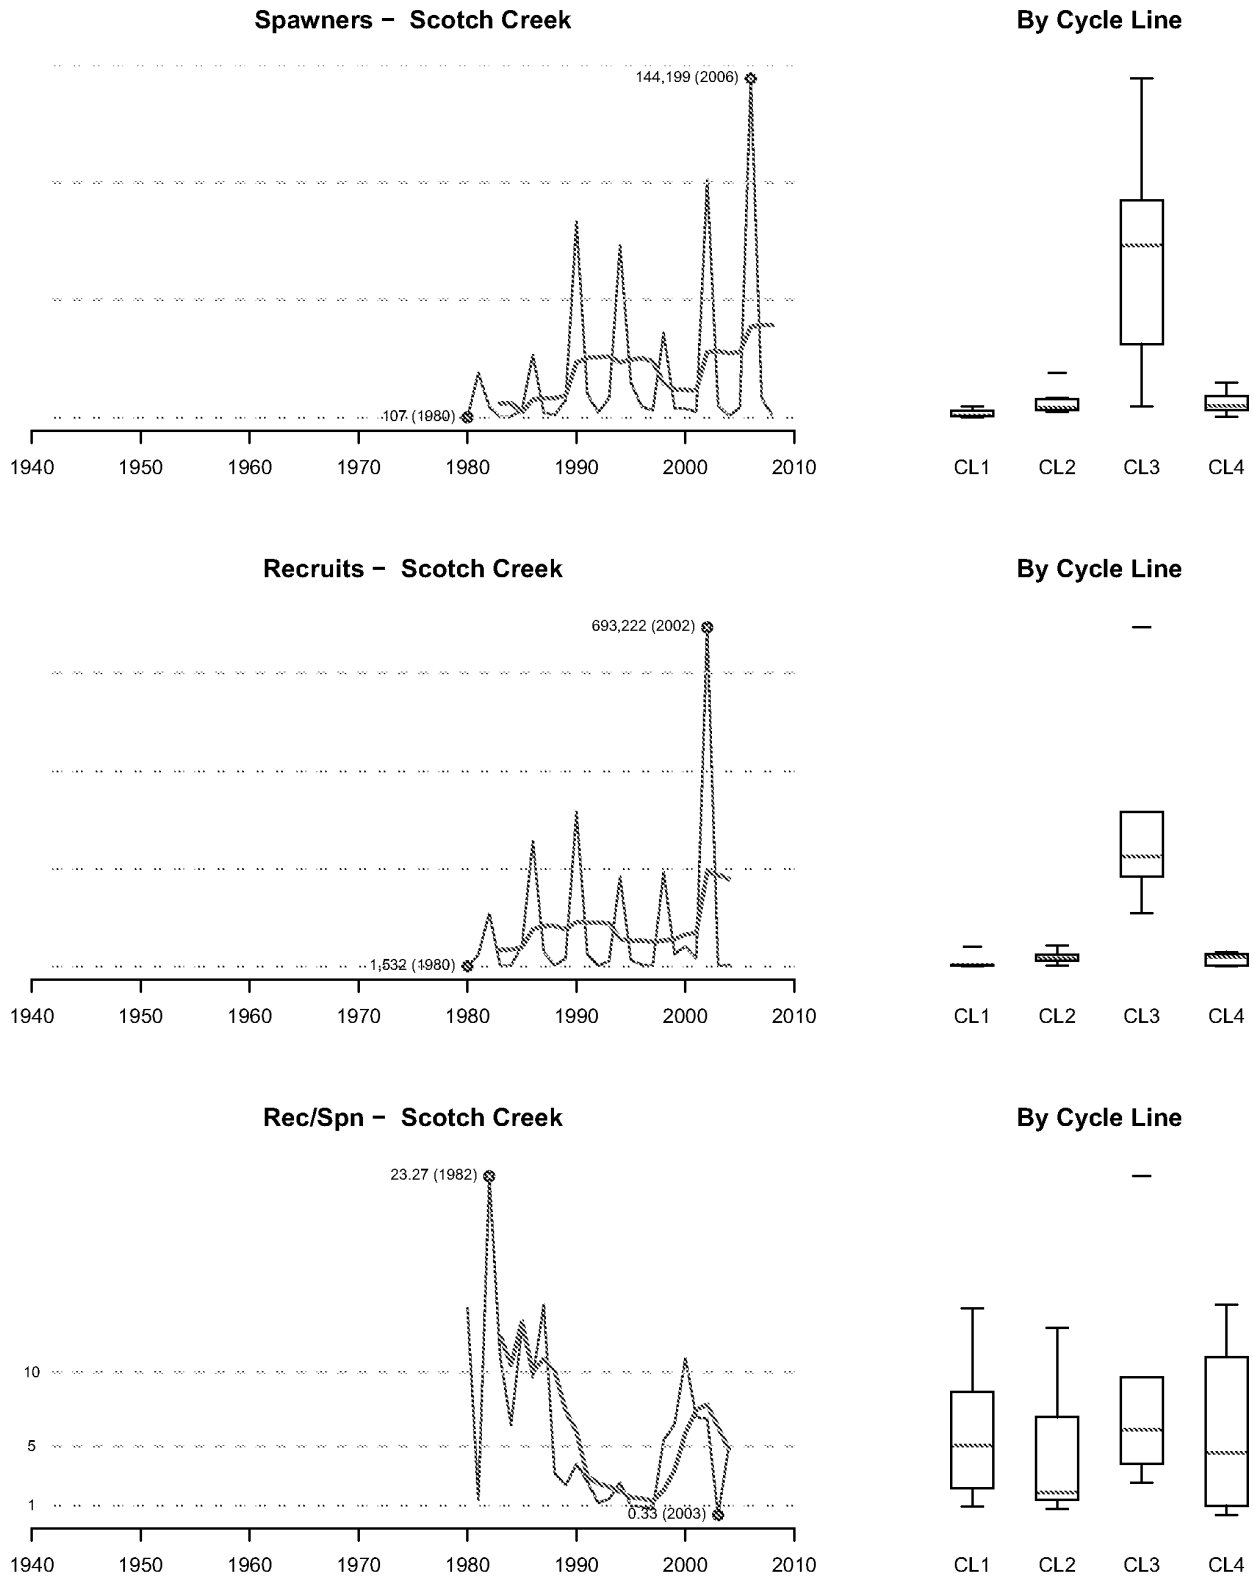 Spawners −  Scotch Creek
By Cycle Line
144,199 (2006)
107 (1980)
1940 1950 1960 1970 1980 1990 2000 2010
CL1 CL2 CL3 CL4
Recruits −  Scotch Creek
By Cycle Line
693,222 (2002)
1,532 (1980)
1940 1950 1960 1970 1980 1990 2000 2010
CL1 CL2 CL3 CL4
Rec/Spn −  Scotch Creek
By Cycle Line
23.27 (1982)
10
5
1
0.33 (2003)
1940 1950 1960 1970 1980 1990 2000 2010
CL1 CL2 CL3 CL4